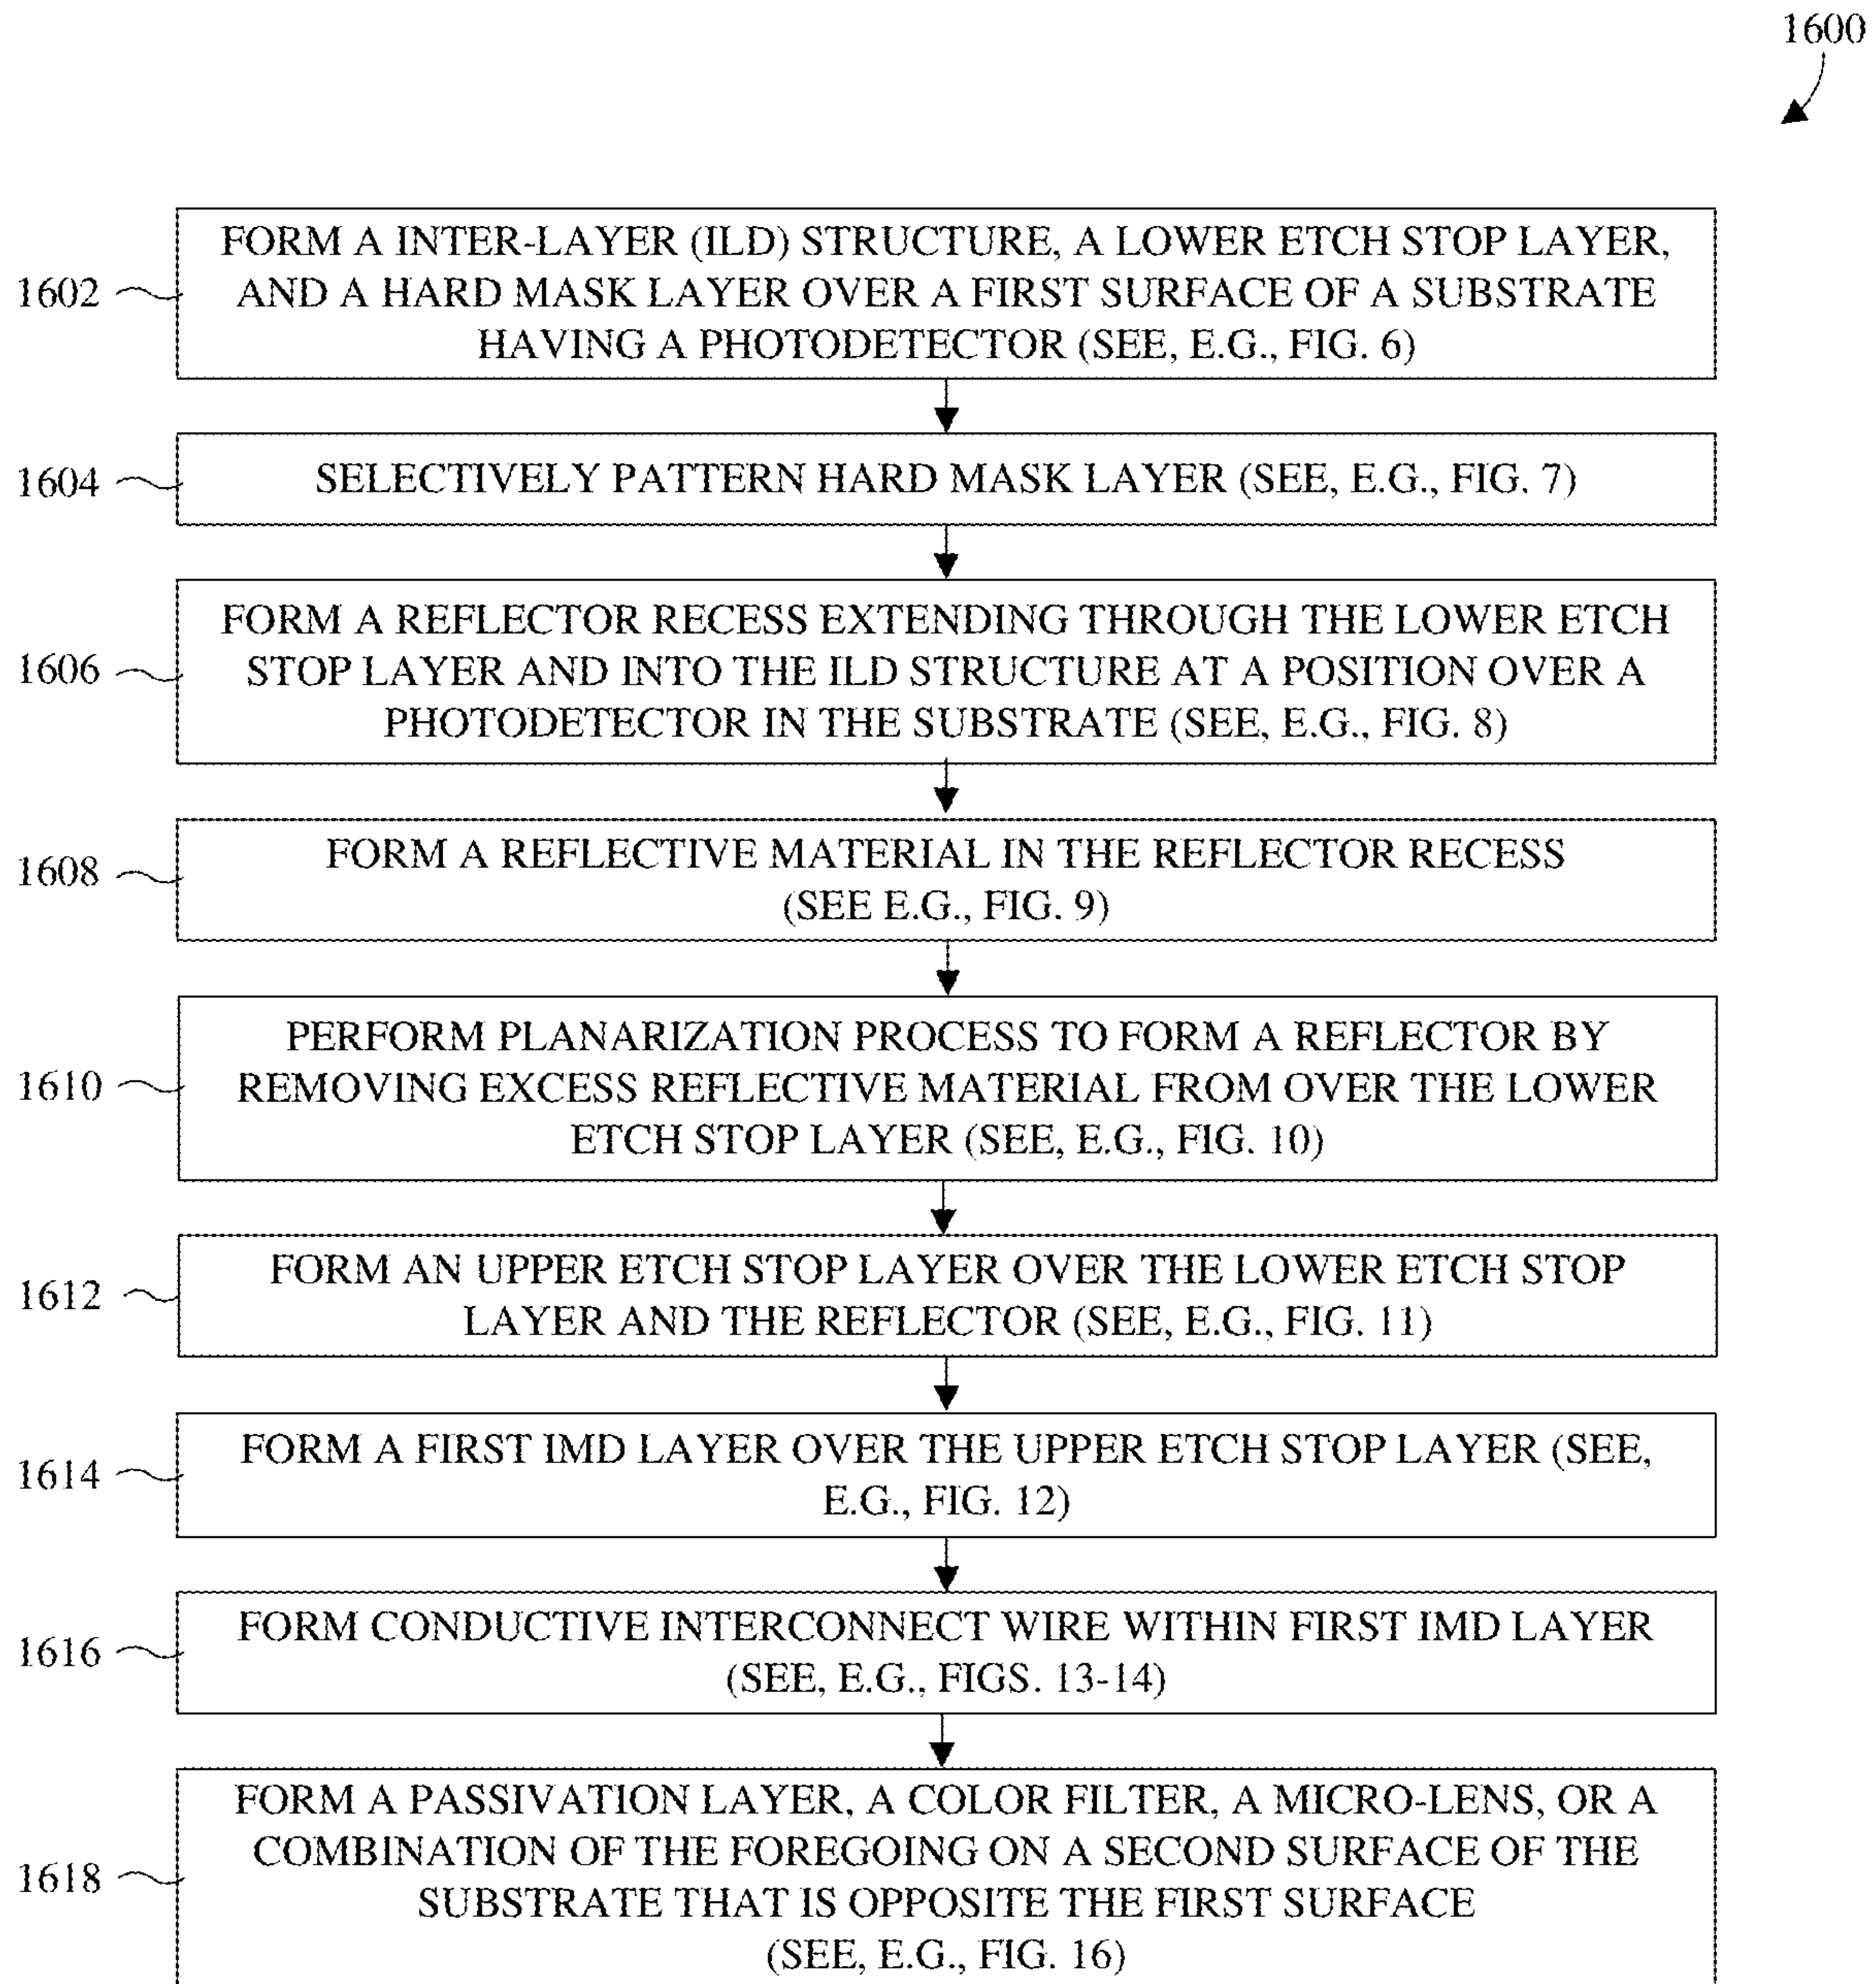 1600
FORM A INTER-LAYER (ILD) STRUCTURE, A LOWER ETCH STOP LAYER,
AND A HARD MASK LAYER OVER A FIRST SURFACE OF A SUBSTRATE
HAVING A PHOTODETECTOR (SEE, E.G., FIG. 6)
1602
SELECTIVELY PATTERN HARD MASK LAYER (SEE, E.G., FIG. 7)
1604
FORM A REFLECTOR RECESS EXTENDING THROUGH THE LOWER ETCH
STOP LAYER AND INTO THE ILD STRUCTURE AT A POSITION OVER A
PHOTODETECTOR IN THE SUBSTRATE (SEE, E.G., FIG. 8)
1606
FORM A REFLECTIVE MATERIAL IN THE REFLECTOR RECESS
(SEE E.G., FIG. 9)
1608
PERFORM PLANARIZATION PROCESS TO FORM A REFLECTOR BY
REMOVING EXCESS REFLECTIVE MATERIAL FROM OVER THE LOWER
ETCH STOP LAYER (SEE, E.G., FIG. 10)
1610
FORM AN UPPER ETCH STOP LAYER OVER THE LOWER ETCH STOP
LAYER AND THE REFLECTOR (SEE, E.G., FIG. 11)
1612
FORM A FIRST IMD LAYER OVER THE UPPER ETCH STOP LAYER (SEE,
E.G., FIG. 12)
1614
FORM CONDUCTIVE INTERCONNECT WIRE WITHIN FIRST IMD LAYER
(SEE, E.G., FIGS. 13-14)
1616
FORM A PASSIVATION LAYER, A COLOR FILTER, A MICRO-LENS, OR A
COMBINATION OF THE FOREGOING ON A SECOND SURFACE OF THE
SUBSTRATE THAT IS OPPOSITE THE FIRST SURFACE
(SEE, E.G., FIG. 16)
1618